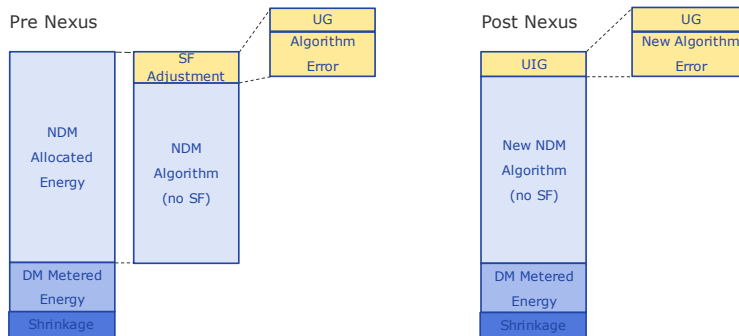 Pre Nexus
UG
Algorithm
Error
SF
Adjustment
NDM
Allocated
Energy
NDM
Algorithm
(no SF)
DM Metered
Energy
Shrinkage
Post Nexus
UG
New Algorithm
Error
UIG
New NDM
Algorithm
(no SF)
DM Metered
Energy
Shrinkage